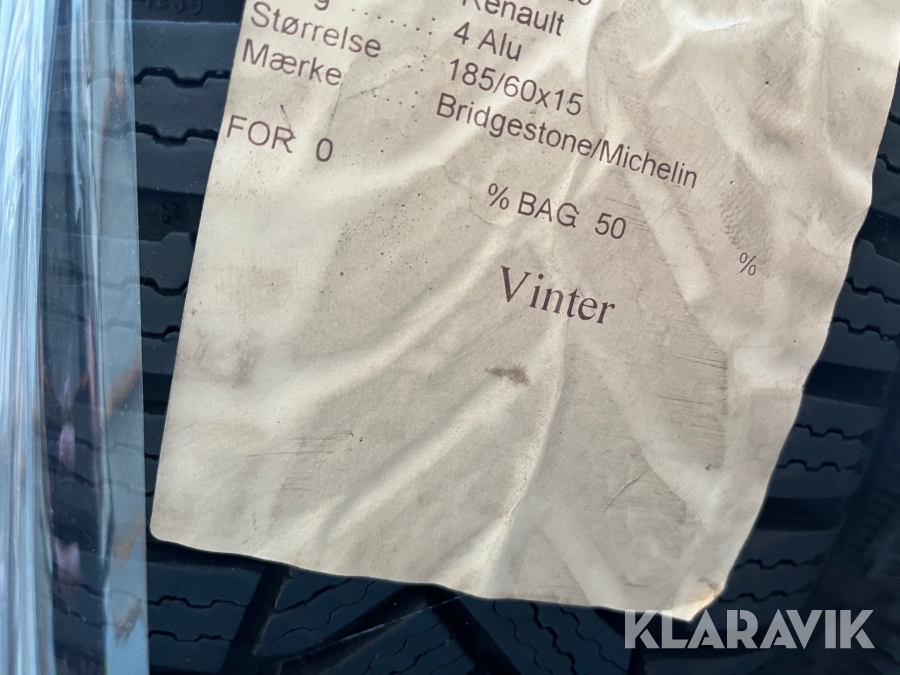 Renault
4 Alu
Størrelse ..... : 185/60x15
Mærke ..... : Bridgestone/Michelin
FOR 0 % BAG 50 %
Vinter
KLARAVIK